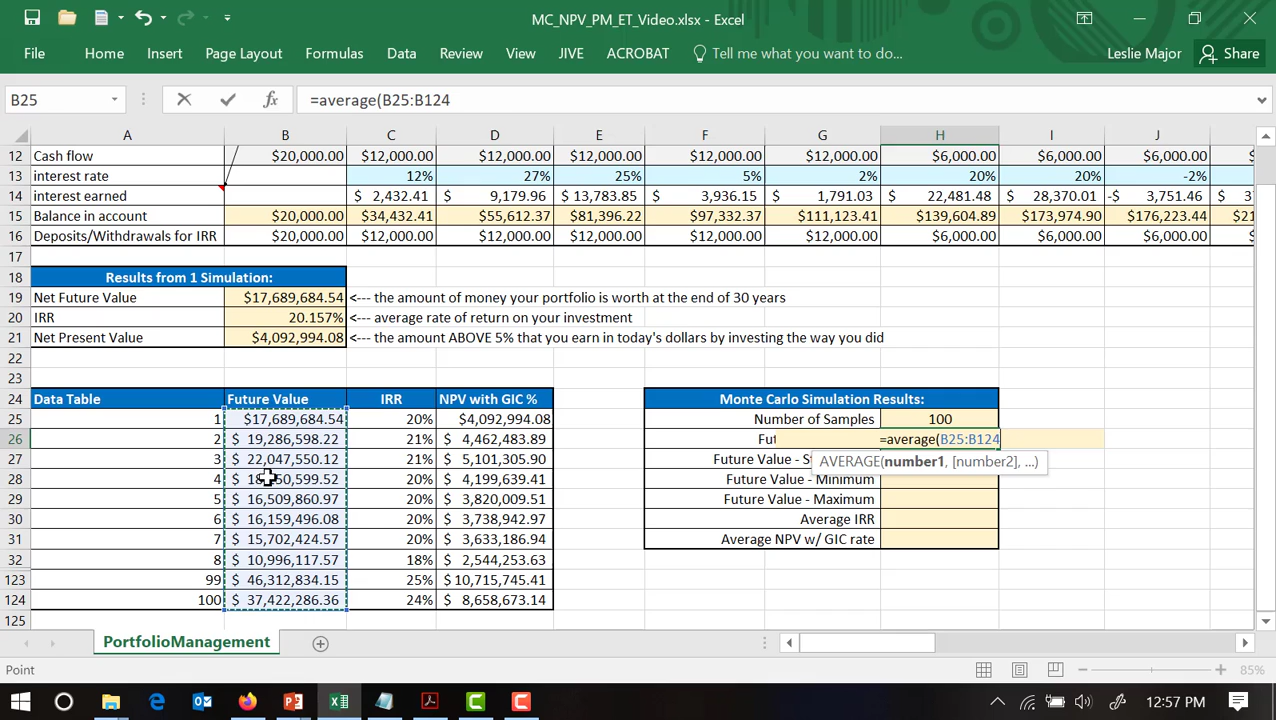 MC_NPV_PM_ET_Video.xlsx - Excel
File Home Insert Page Layout Formulas Data Review View JIVE ACROBAT Tell me what you want to do... Leslie Major Share
B25 fx =average(B25:B124
A B C D E F G H I J
12 Cash flow $20,000.00 $12,000.00 $12,000.00 $12,000.00 $12,000.00 $12,000.00 $6,000.00 $6,000.00 $6,000.00
13 interest rate 12% 27% 25% 5% 2% 20% 20% -2%
14 interest earned $ 2,432.41 $ 9,179.96 $ 13,783.85 $ 3,936.15 $ 1,791.03 $ 22,481.48 $ 28,370.01 -$ 3,751.46 $
15 Balance in account $20,000.00 $34,432.41 $55,612.37 $81,396.22 $97,332.37 $111,123.41 $139,604.89 $173,974.90 $176,223.44
16 Deposits/Withdrawals for IRR $20,000.00 $12,000.00 $12,000.00 $12,000.00 $12,000.00 $12,000.00 $6,000.00 $6,000.00 $6,000.00
17
18 Results from 1 Simulation:
19 Net Future Value $17,689,684.54 <--- the amount of money your portfolio is worth at the end of 30 years
20 IRR 20.157% <--- average rate of return on your investment
21 Net Present Value $4,092,994.08 <--- the amount ABOVE 5% that you earn in today's dollars by investing the way you did
22
23
24 Data Table Future Value IRR NPV with GIC % Monte Carlo Simulation Results:
25 1 $17,689,684.54 20% $4,092,994.08 Number of Samples 100
26 2 $ 19,286,598.22 21% $ 4,462,483.89 Fut =average(B25:B124
27 3 $ 22,047,550.12 21% $ 5,101,305.90 Future Value - S AVERAGE(number1, [number2], ...)
28 4 $ 50,599.52 20% $ 4,199,639.41 Future Value - Minimum
29 5 $ 16,509,860.97 20% $ 3,820,009.51 Future Value - Maximum
30 6 $ 16,159,496.08 20% $ 3,738,942.97 Average IRR
31 7 $ 15,702,424.57 20% $ 3,633,186.94 Average NPV w/ GIC rate
32 8 $ 10,996,117.57 18% $ 2,544,253.63
123 99 $ 46,312,834.15 25% $ 10,715,745.41
124 100 $ 37,422,286.36 24% $ 8,658,673.14
125
PortfolioManagement
Point 85%
12:57 PM